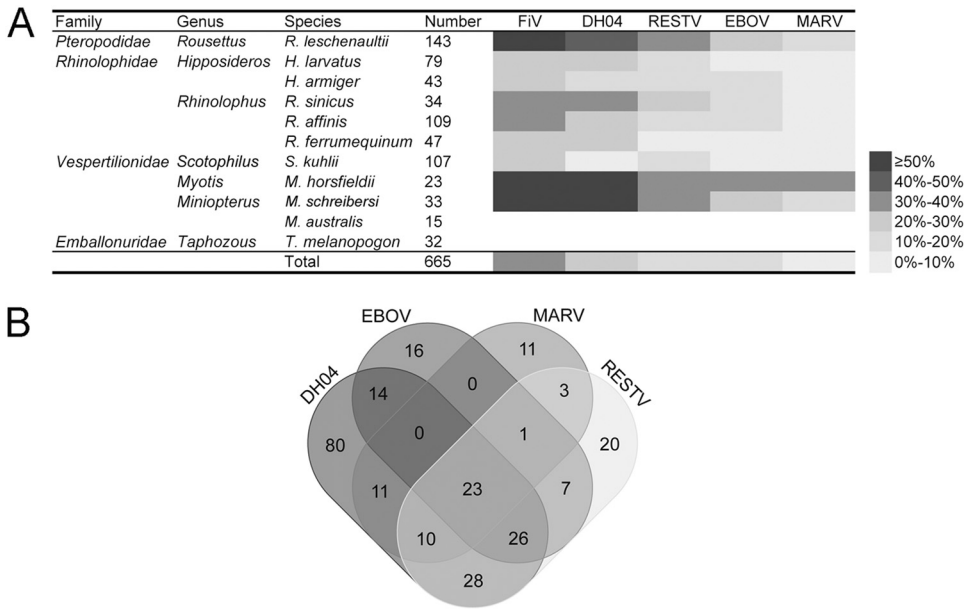 A
Family Genus Species Number FiV DH04 RESTV EBOV MARV
Pteropodidae Rousettus R. leschenaultii 143
Rhinolophidae Hipposideros H. larvatus 79
H. armiger 43
Rhinolophus R. sinicus 34
R. affinis 109
R. ferrumequinum 47
Vespertilionidae Scotophilus S. kuhlii 107
Myotis M. horsfieldii 23
Miniopterus M. schreibersi 33
M. australis 15
Emballonuridae Taphozous T. melanopogon 32
Total 665
≥50%
40%-50%
30%-40%
20%-30%
10%-20%
0%-10%
B
EBOV MARV
DH04 RESTV
16 11
14 0 3
80 0 1 20
11 23 7
10 26
28